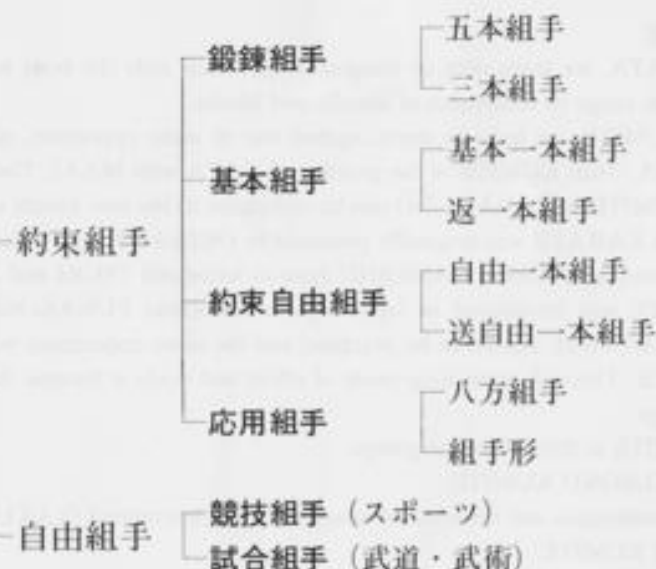 五本組手
鍛錬組手
三本組手
基本一本組手
基本組手
返一本組手
約束組手
自由一本組手
約束自由組手
送自由一本組手
八方組手
応用組手
組手形
競技組手（スポーツ）
自由組手
試合組手（武道・武術）